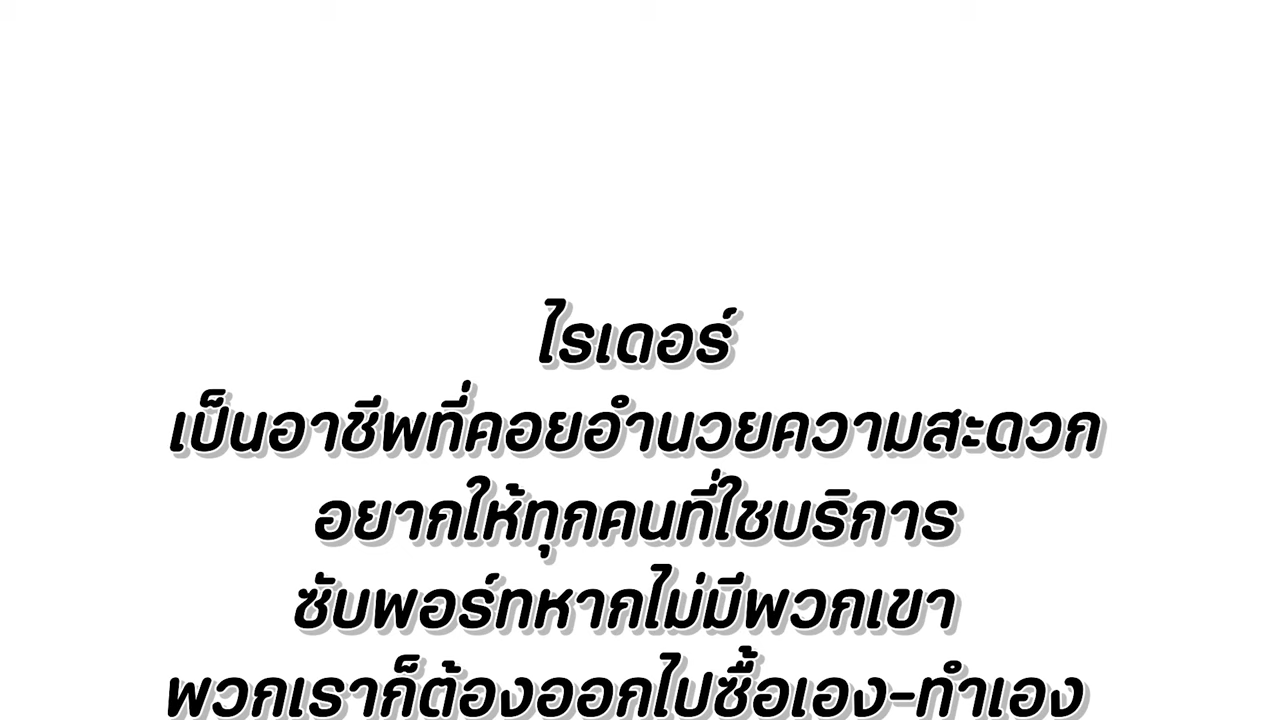 ไรเดอร์
เป็นอาชีพที่คอยอำนวยความสะดวก
อยากให้ทุกคนที่ใชบริการ
ซับพอร์ทหากไม่มีพวกเขา
พวกเราก็ต้องออกไปซื้อเอง-ทำเอง